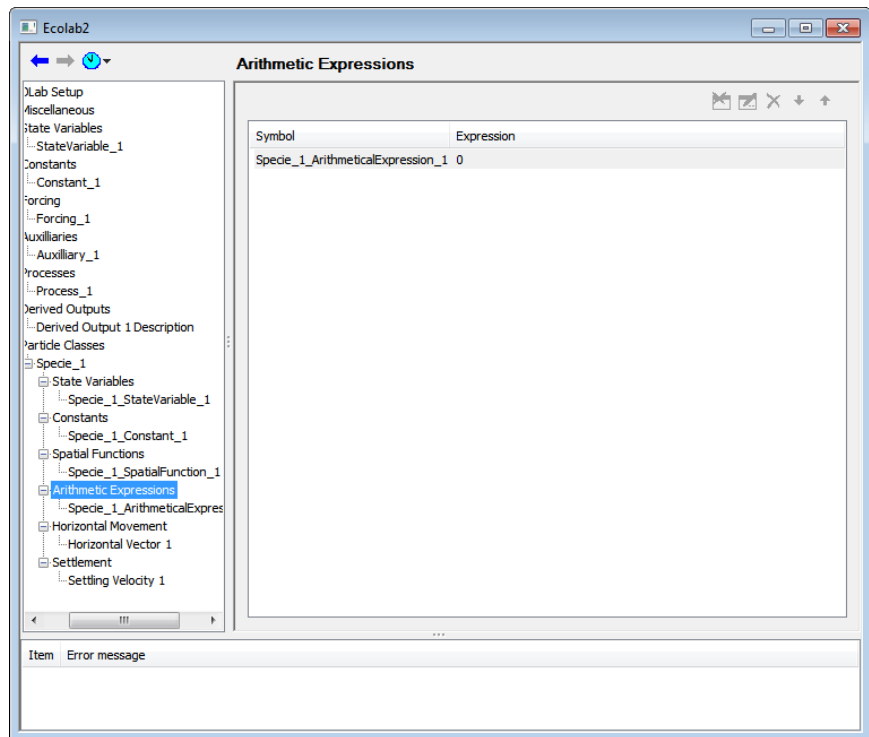 Ecolab2
Arithmetic Expressions
OLab Setup
Miscellaneous
State Variables
StateVariable_1
Constants
Constant_1
Forcing
Forcing_1
Auxilliaries
Auxilliary_1
Processes
Process_1
Derived Outputs
Derived Output 1 Description
Particle Classes
Specie_1
State Variables
Specie_1_StateVariable_1
Constants
Specie_1_Constant_1
Spatial Functions
Specie_1_SpatialFunction_1
Arithmetic Expressions
Specie_1_ArithmeticalExpres
Horizontal Movement
Horizontal Vector 1
Settlement
Settling Velocity 1
Symbol Expression
Specie_1_ArithmeticalExpression_1 0
Item Error message